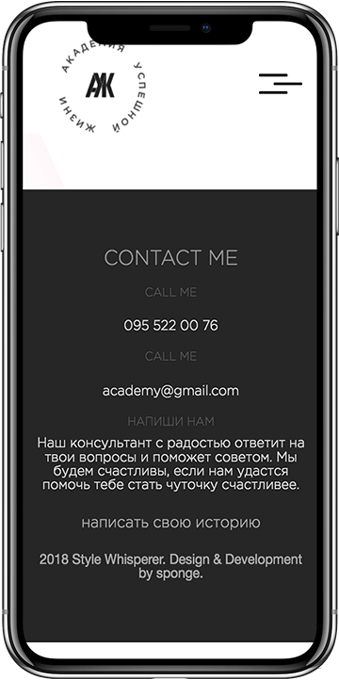 АКАДЕМИЯ УСПЕШНОЙ ЖИЗНИ
АЖ
CONTACT ME
CALL ME
095 522 00 76
CALL ME
academy@gmail.com
НАПИШИ НАМ
Наш консультант с радостью ответит на
твои вопросы и поможет советом. Мы
будем счастливы, если нам удастся
помочь тебе стать чуточку счастливее.
написать свою историю
2018 Style Whisperer. Design & Development
by sponge.